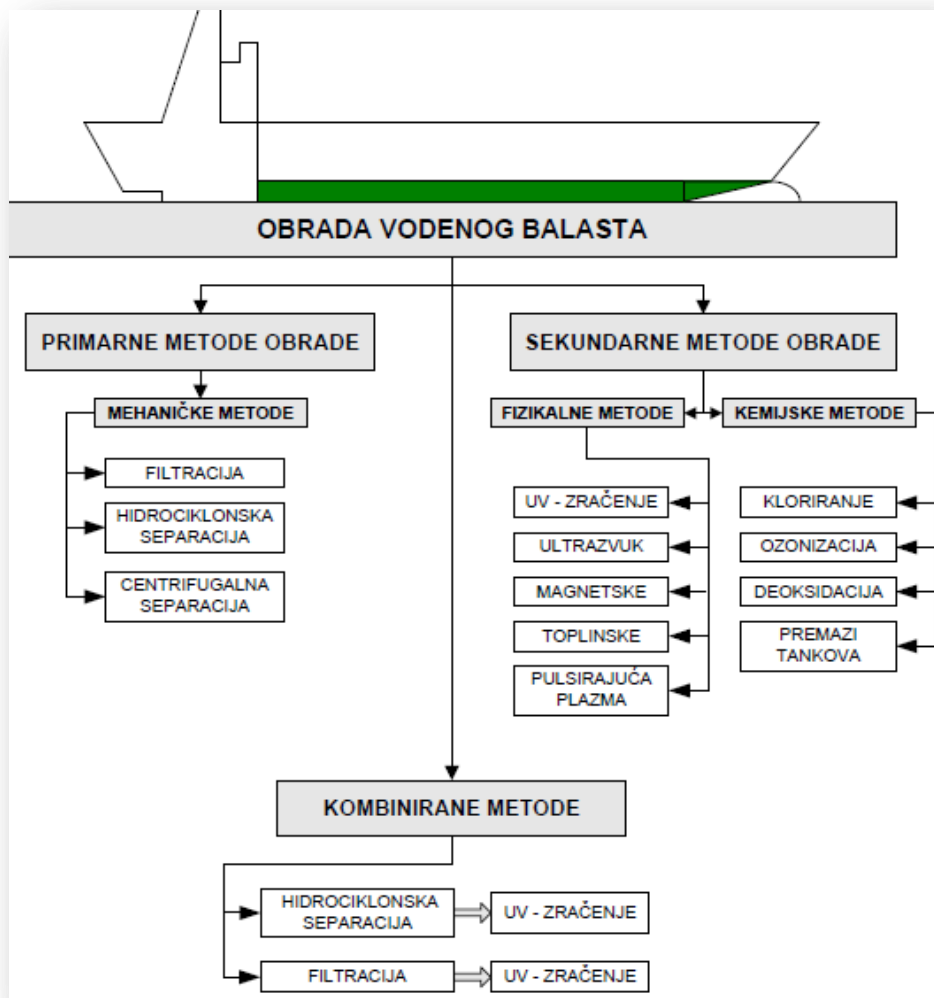 OBRADA VODENOG BALASTA
PRIMARNE METODE OBRADE
SEKUNDARNE METODE OBRADE
MEHANIČKE METODE
FIZIKALNE METODE
KEMIJSKE METODE
FILTRACIJA
HIDROCIKLONSKA
SEPARACIJA
CENTRIFUGALNA
SEPARACIJA
UV - ZRAČENJE
ULTRAZVUK
MAGNETSKE
TOPLINSKE
PULSIRAJUĆA
PLAZMA
KLORIRANJE
OZONIZACIJA
DEOKSIDACIJA
PREMAZI
TANKOVA
KOMBINIRANE METODE
HIDROCIKLONSKA
SEPARACIJA
UV - ZRAČENJE
FILTRACIJA
UV - ZRAČENJE